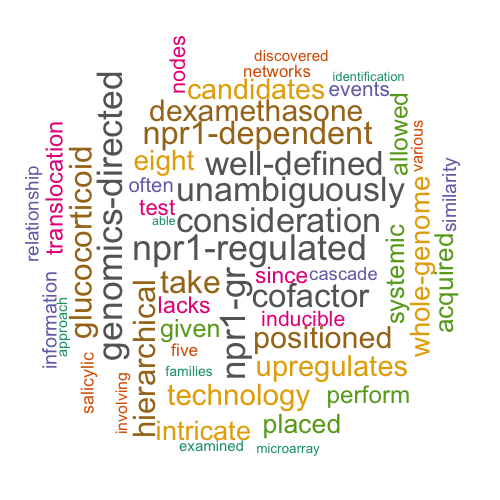 discovered
nodes
networks
identification
candidates
events
dexamethasone
npr1-dependent
allowed
various
genomics-directed
eight
well-defined
translocation
glucocorticoid
often
unambiguously
similarity
relationship
test
able
consideration
whole-genome
npr1-regulated
systemic
acquired
take
since
cascade
npr1-gr
cofactor
information
approach
hierarchical
lacks
inducible
given
positioned
five
salicylic
families
upregulates
involving
technology
perform
intricate
placed
examined
microarray